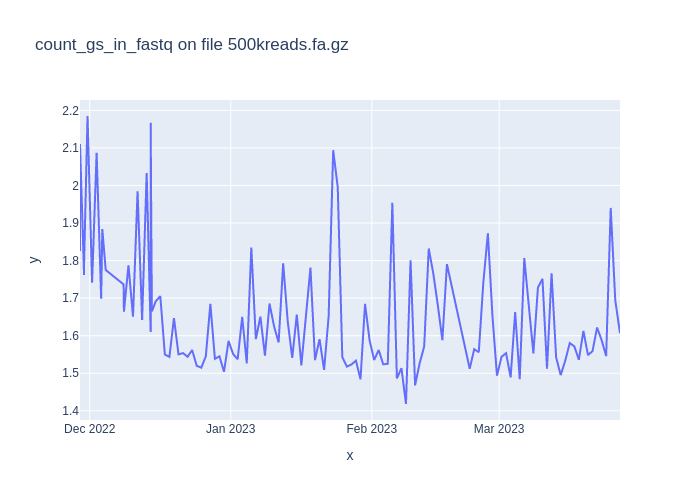 count_gs_in_fastq on file 500kreads.fa.gz
2.2
2.1
2
1.9
1.8
1.7
1.6
1.5
1.4
y
Dec 2022
Jan 2023
Feb 2023
Mar 2023
x